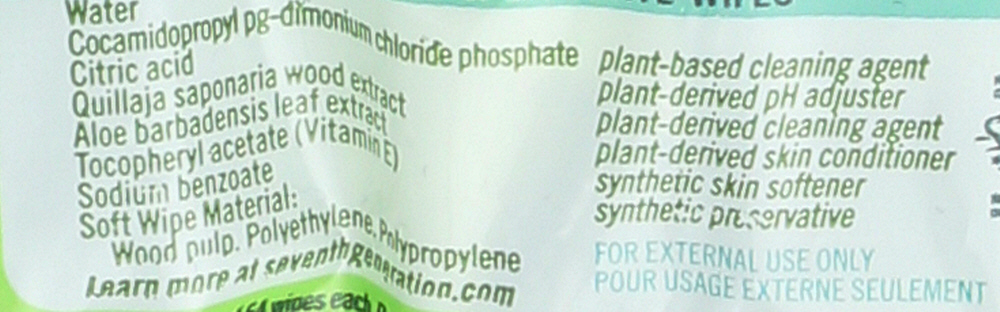 Water
Cocamidopropyl pg-dimonium chloride phosphate plant-based cleaning agent
Citric acid plant-derived pH adjuster
Quillaja saponaria wood extract plant-derived cleaning agent
Aloe barbadensis leaf extract plant-derived skin conditioner
Tocopheryl acetate (Vitamin E) synthetic skin softener
Sodium benzoate synthetic preservative
Soft Wipe Material:
Wood pulp, Polyethylene, Polypropylene
Learn more at seventhgeneration.com
FOR EXTERNAL USE ONLY
POUR USAGE EXTERNE SEULEMENT
64 wipes each